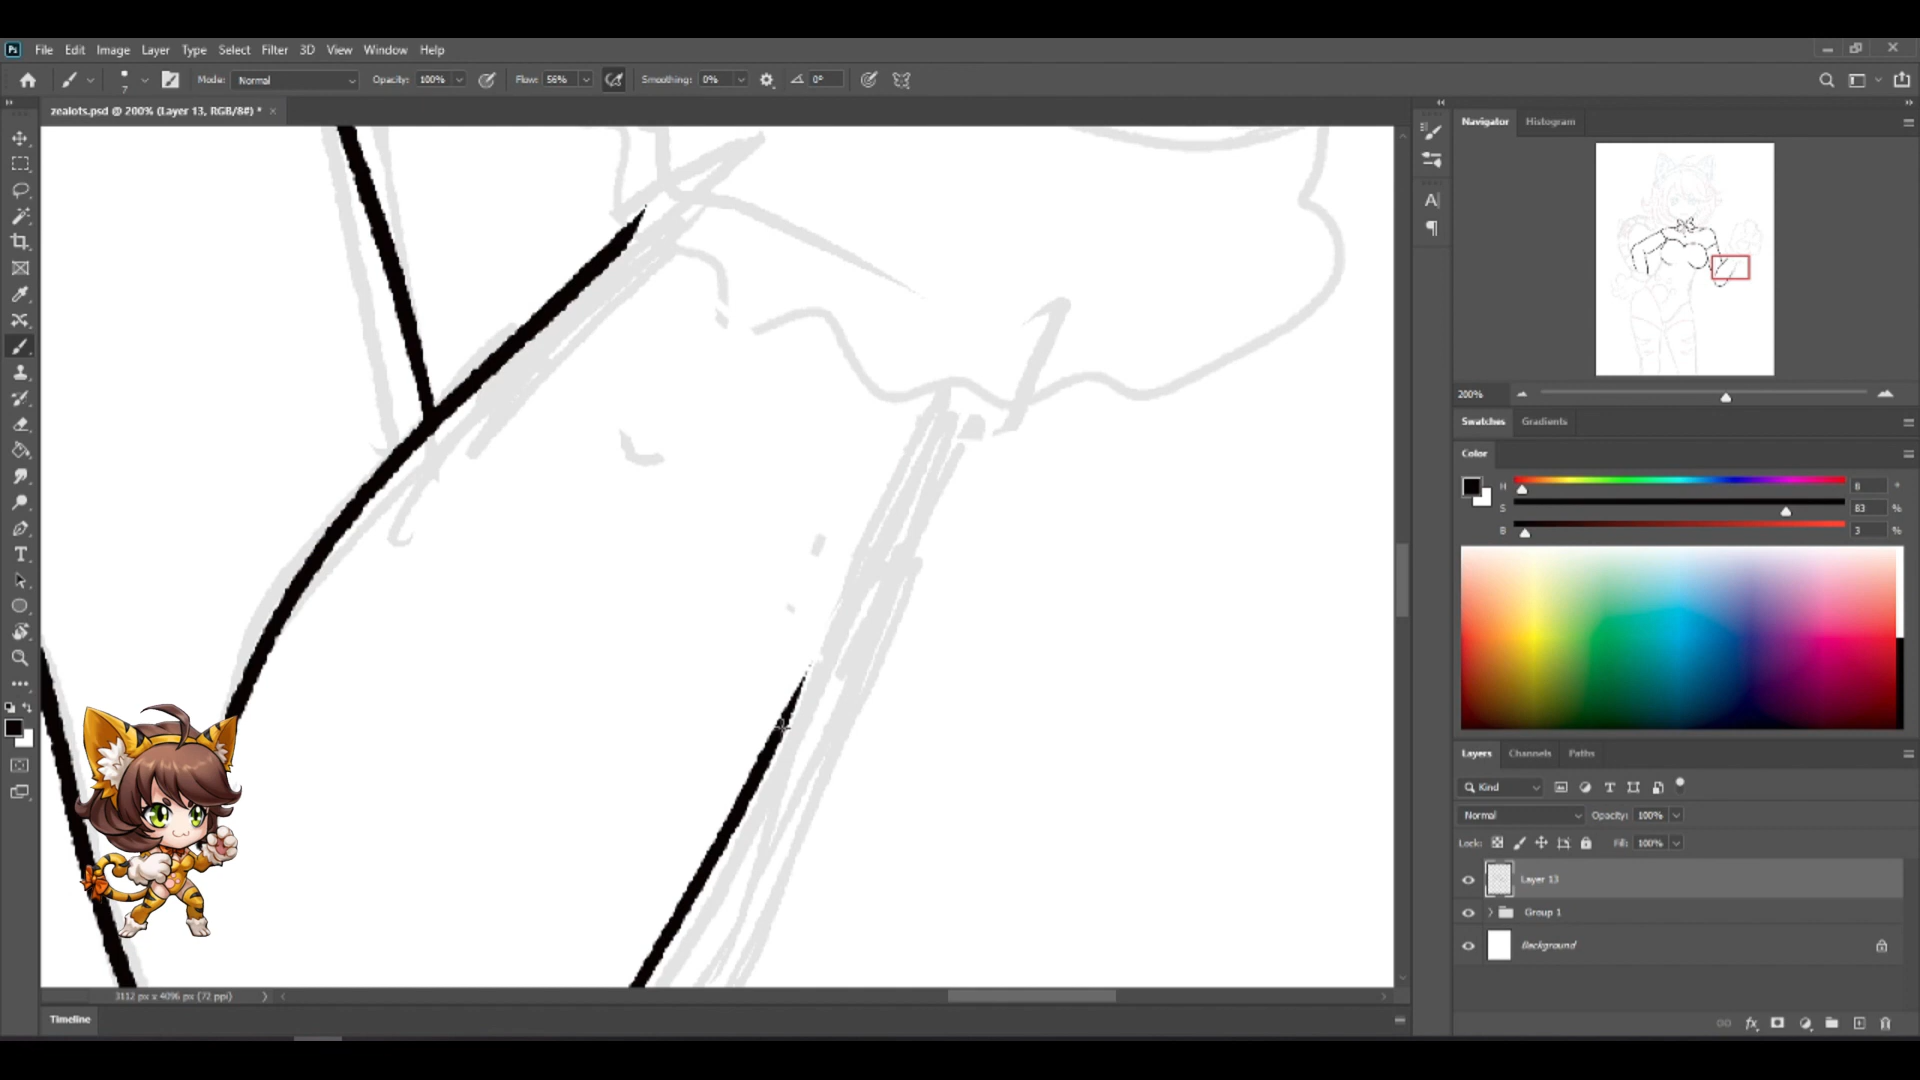 Ps File Edit Image Layer Type Select Filter 3D View Window Help
7 Mode: Normal Opacity: 100% Flow: 56% Smoothing: 0% 0°
zealots.psd @ 200% (Layer 13, RGB/8#) * ×
Navigator Histogram
200%
Swatches Gradients
Color
H 6 °
S 83 %
B 3 %
Layers Channels Paths
Kind
Normal Opacity: 100%
Lock: Fill: 100%
Layer 13
Group 1
Background
3112 px x 4096 px (72 ppi)
Timeline